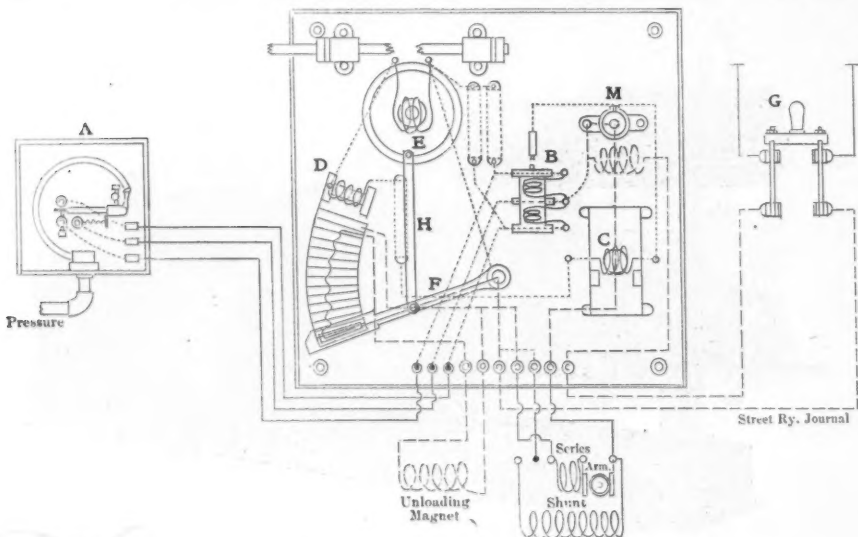 A
M
G
E
B
D
H
C
F
Pressure
Street Ry. Journal
Series
Arm.
Unloading
Magnet
Shunt